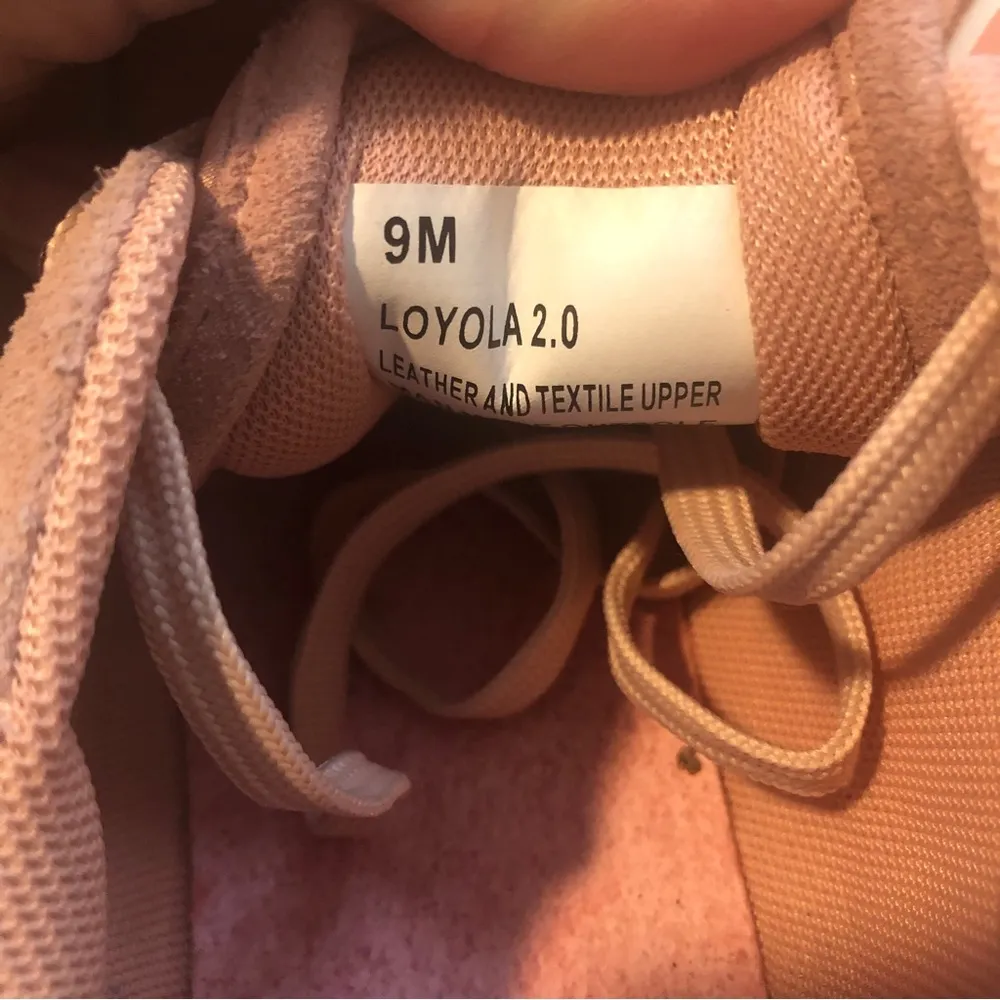 9M
LOYOLA 2.0
LEATHER AND TEXTILE UPPER